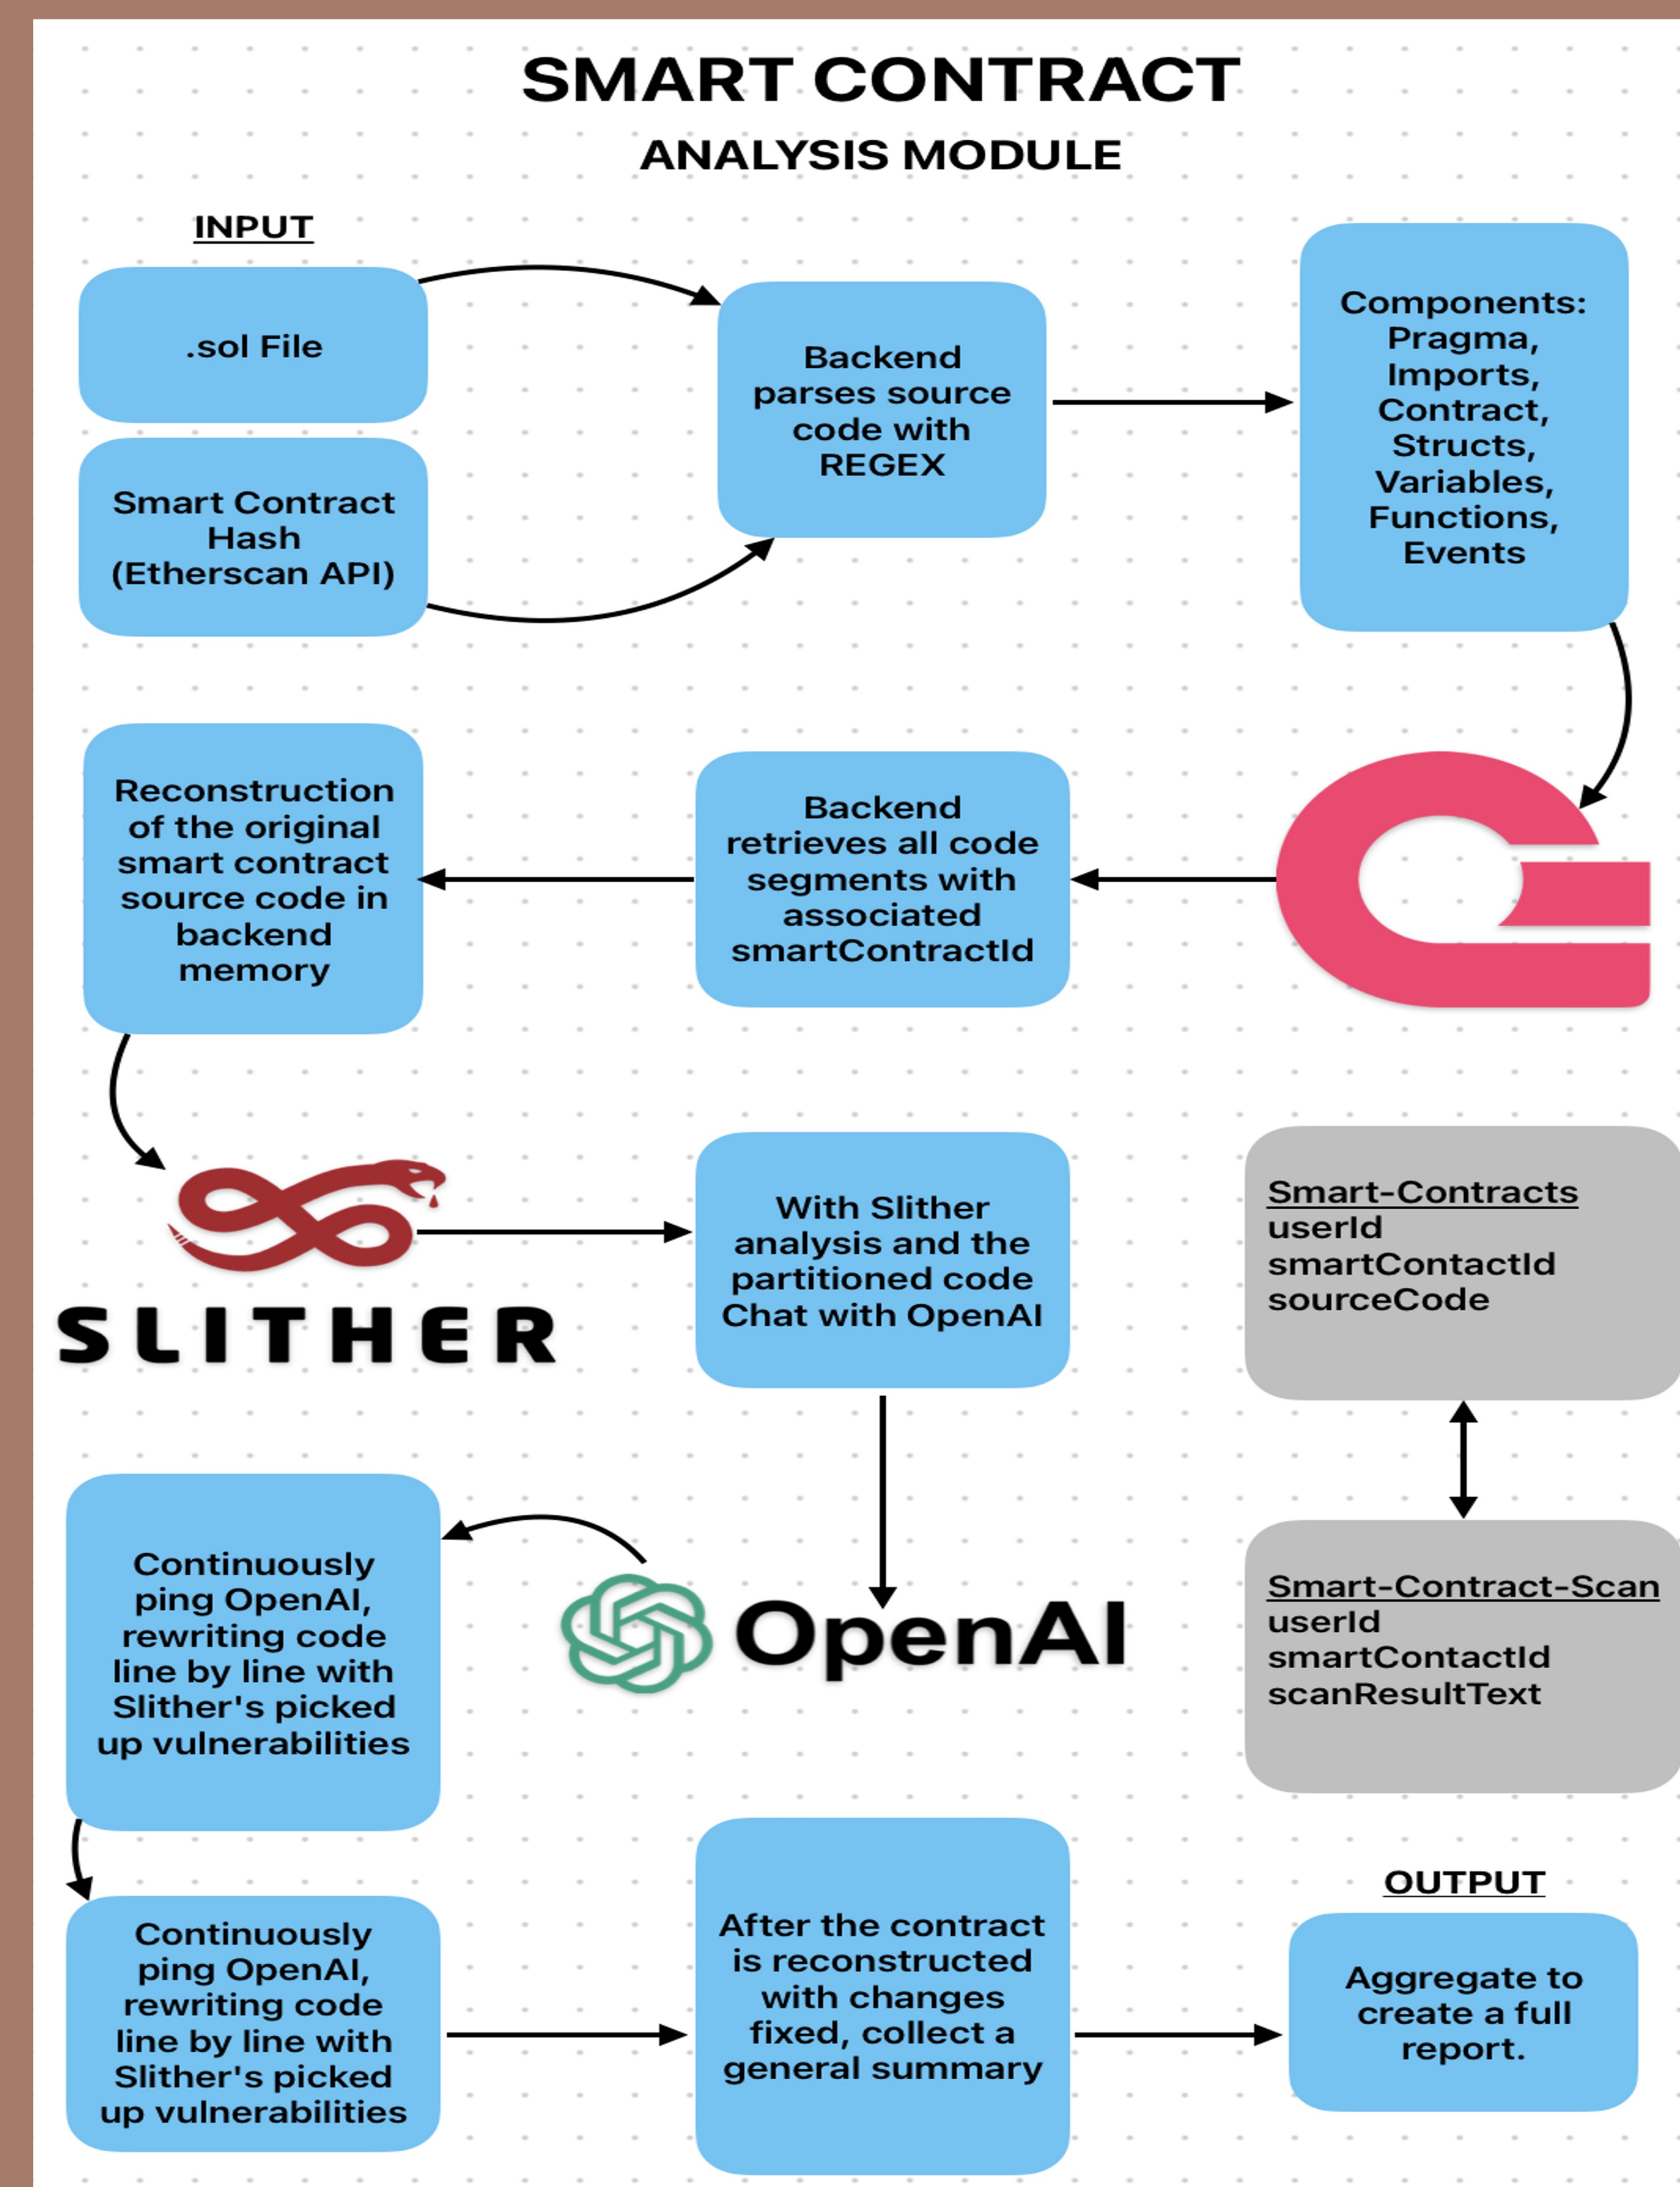 SMART CONTRACT
ANALYSIS MODULE
INPUT
.sol File
Smart Contract
Hash
(Etherscan API)
Backend
parses source
code with
REGEX
Components:
Pragma,
Imports,
Contract,
Structs,
Variables,
Functions,
Events
Backend
retrieves all code
segments with
associated
smartContractId
Reconstruction
of the original
smart contract
source code in
backend
memory
SLITHER
With Slither
analysis and the
partitioned code
Chat with OpenAI
Smart-Contracts
userId
smartContactId
sourceCode
OpenAI
Continuously
ping OpenAI,
rewriting code
line by line with
Slither's picked
up vulnerabilities
Smart-Contract-Scan
userId
smartContactId
scanResultText
Continuously
ping OpenAI,
rewriting code
line by line with
Slither's picked
up vulnerabilities
After the contract
is reconstructed
with changes
fixed, collect a
general summary
OUTPUT
Aggregate to
create a full
report.